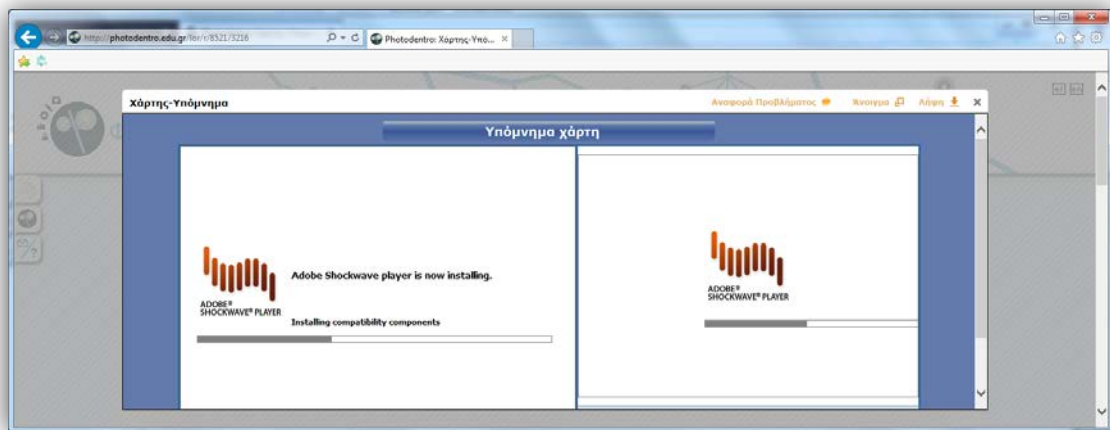 http://photodentro.edu.gr/lor/r/8521/3216
Photodentro: Χάρτης-Υπό...
Χάρτης-Υπόμνημα
Αναφορά Προβλήματος
Άνοιγμα
Λήψη
Υπόμνημα χάρτη
Adobe Shockwave player is now installing.
ADOBE®
SHOCKWAVE® PLAYER
Installing compatibility components
ADOBE®
SHOCKWAVE® PLAYER